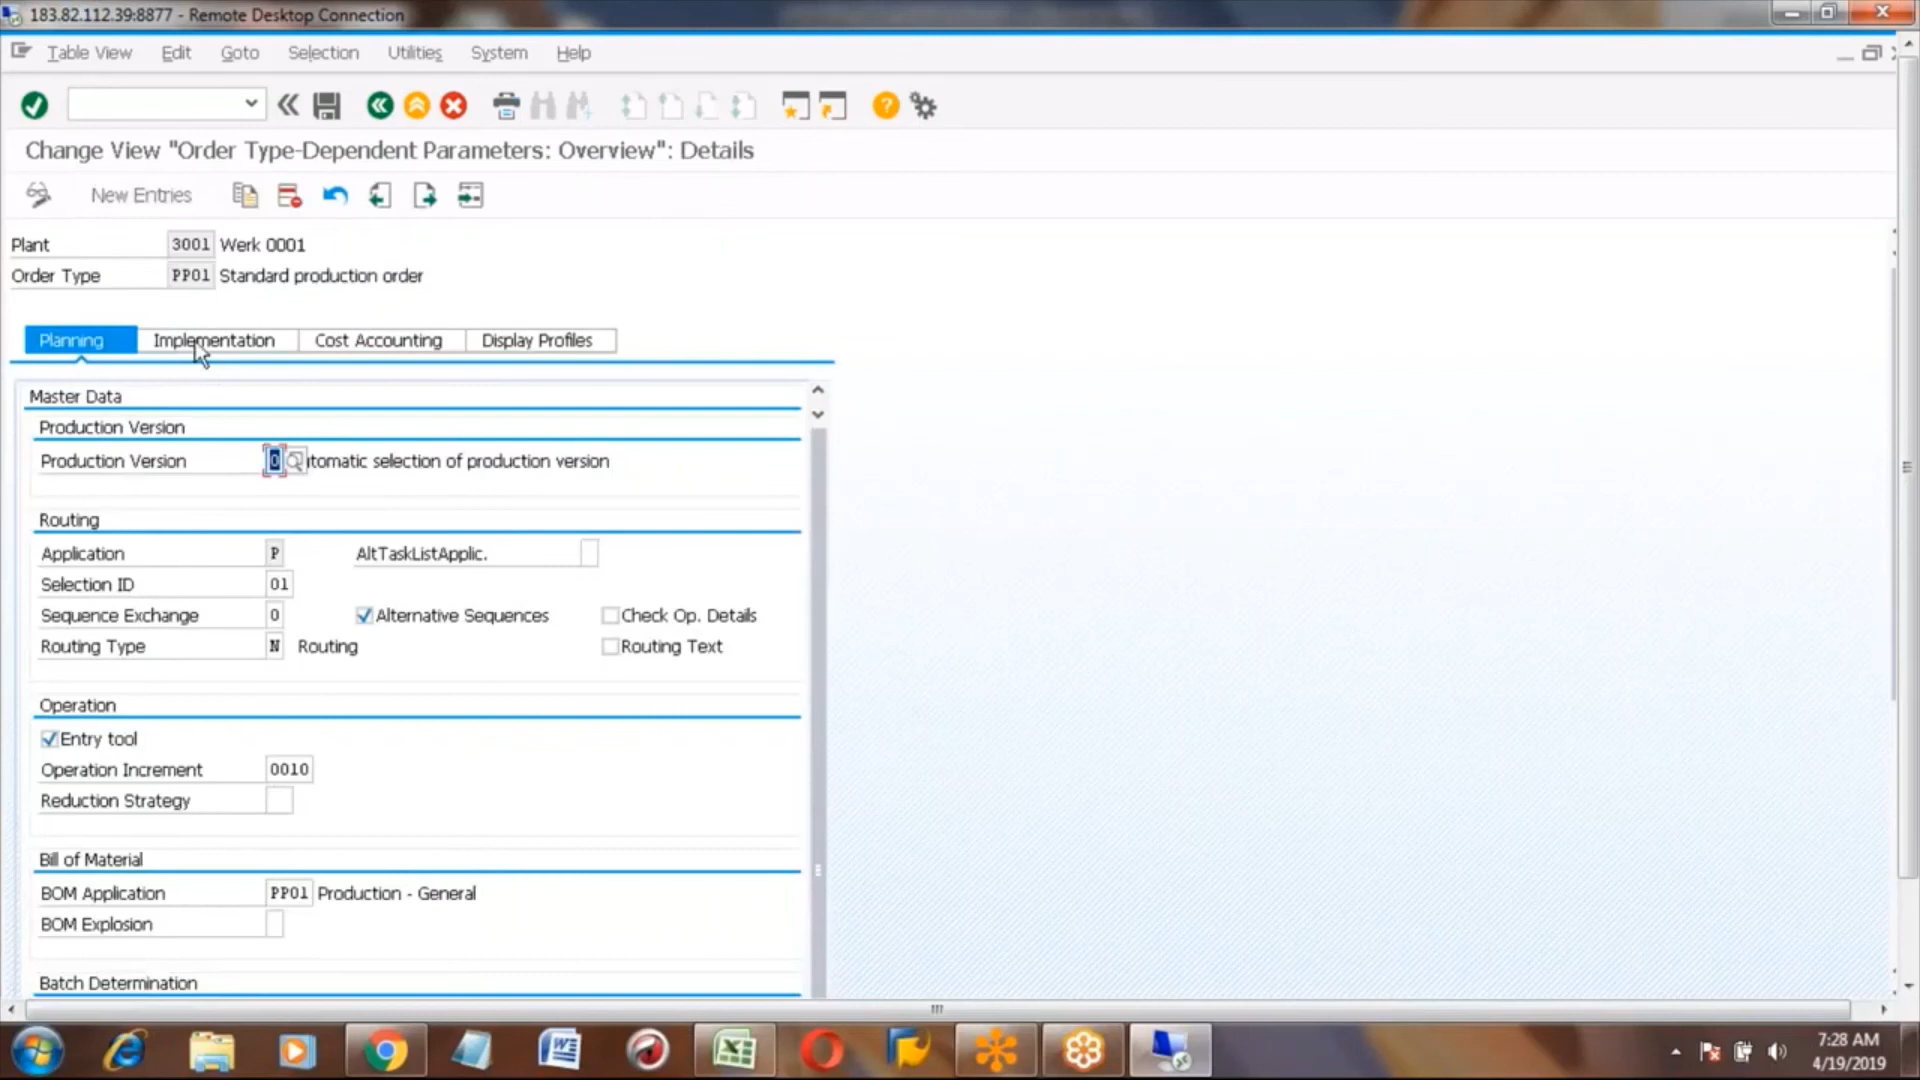 183.82.112.39:8877 - Remote Desktop Connection
Table View Edit Goto Selection Utilities System Help
Change View "Order Type-Dependent Parameters: Overview": Details
New Entries
Plant 3001 Werk 0001
Order Type PP01 Standard production order
Planning Implementation Cost Accounting Display Profiles
Master Data
Production Version
Production Version 0 tomatic selection of production version
Routing
Application P AltTaskListApplic.
Selection ID 01
Sequence Exchange 0 Alternative Sequences Check Op. Details
Routing Type N Routing Routing Text
Operation
Entry tool
Operation Increment 0010
Reduction Strategy
Bill of Material
BOM Application PP01 Production - General
BOM Explosion
Batch Determination
7:28 AM
4/19/2019